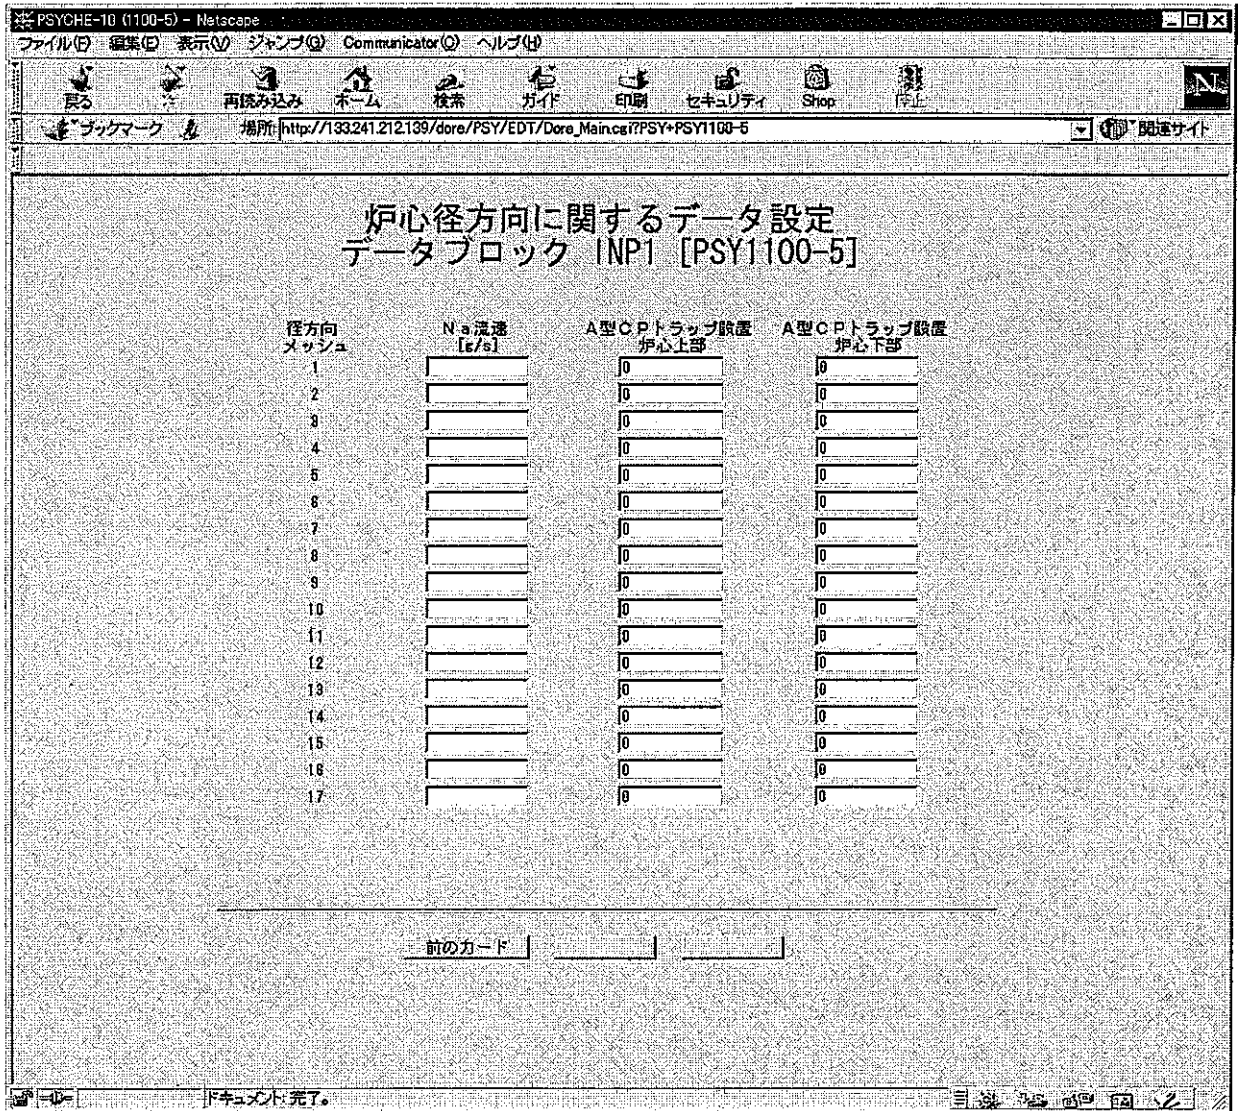 PSYCHE-10 (1100-5) - Netscape
ファイル(F) 編集(E) 表示(V) ジャンプ(G) Communicator(C) ヘルプ(H)
戻る 再読み込み ホーム 検索 ガイド 印刷 セキュリティ Shop 停止 N
ブックマーク 場所: http://133.241.212.139/dore/PSY/EDT/Dore_Main.cgi?PSY+PSY1100-5 関連サイト
炉心径方向に関するデータ設定
データブロック INP1 [PSY1100-5]
径方向 Na流速 A型CPトラップ設置 A型CPトラップ設置
メッシュ [g/s] 炉心上部 炉心下部
1 0 0
2 0 0
3 0 0
4 0 0
5 0 0
6 0 0
7 0 0
8 0 0
9 0 0
10 0 0
11 0 0
12 0 0
13 0 0
14 0 0
15 0 0
16 0 0
17 0 0
前のカード
ドキュメント: 完了。